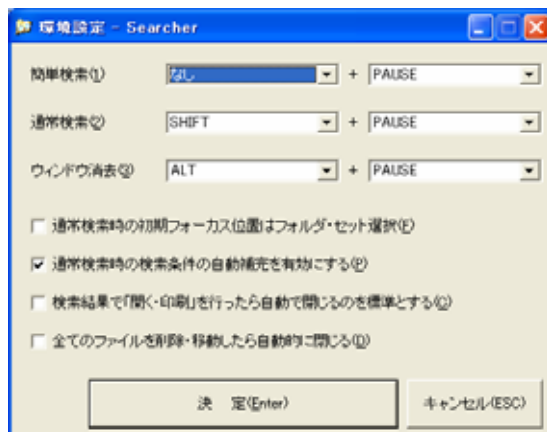 環境設定 - Searcher
簡単検索(1) なし + PAUSE
通常検索(2) SHIFT + PAUSE
ウィンドウ消去(3) ALT + PAUSE
通常検索時の初期フォーカス位置はフォルダ・セット選択(F)
通常検索時の検索条件の自動補充を有効にする(P)
検索結果で「開く・印刷」を行ったら自動で閉じるのを標準とする(C)
全てのファイルを削除・移動したら自動的に閉じる(D)
決　定(Enter) キャンセル(ESC)